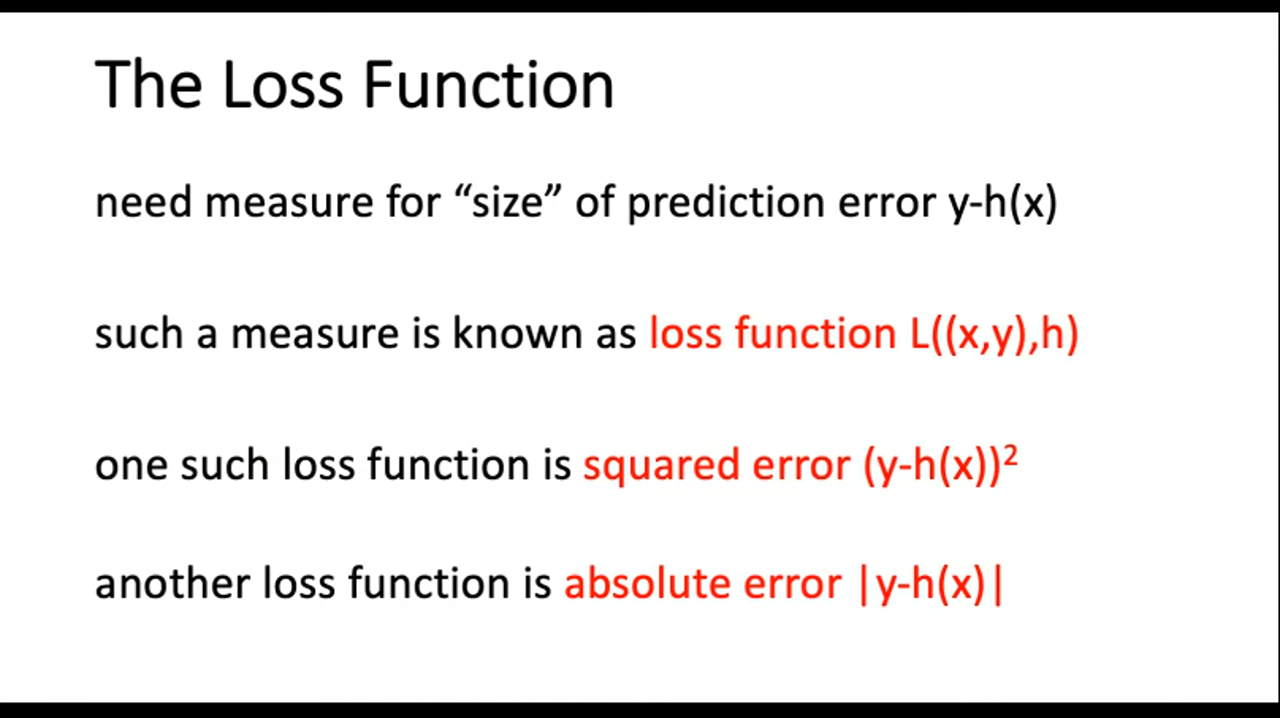 The Loss Function
need measure for “size” of prediction error y-h(x)
such a measure is known as loss function L((x,y),h)
one such loss function is squared error (y-h(x))²
another loss function is absolute error |y-h(x)|